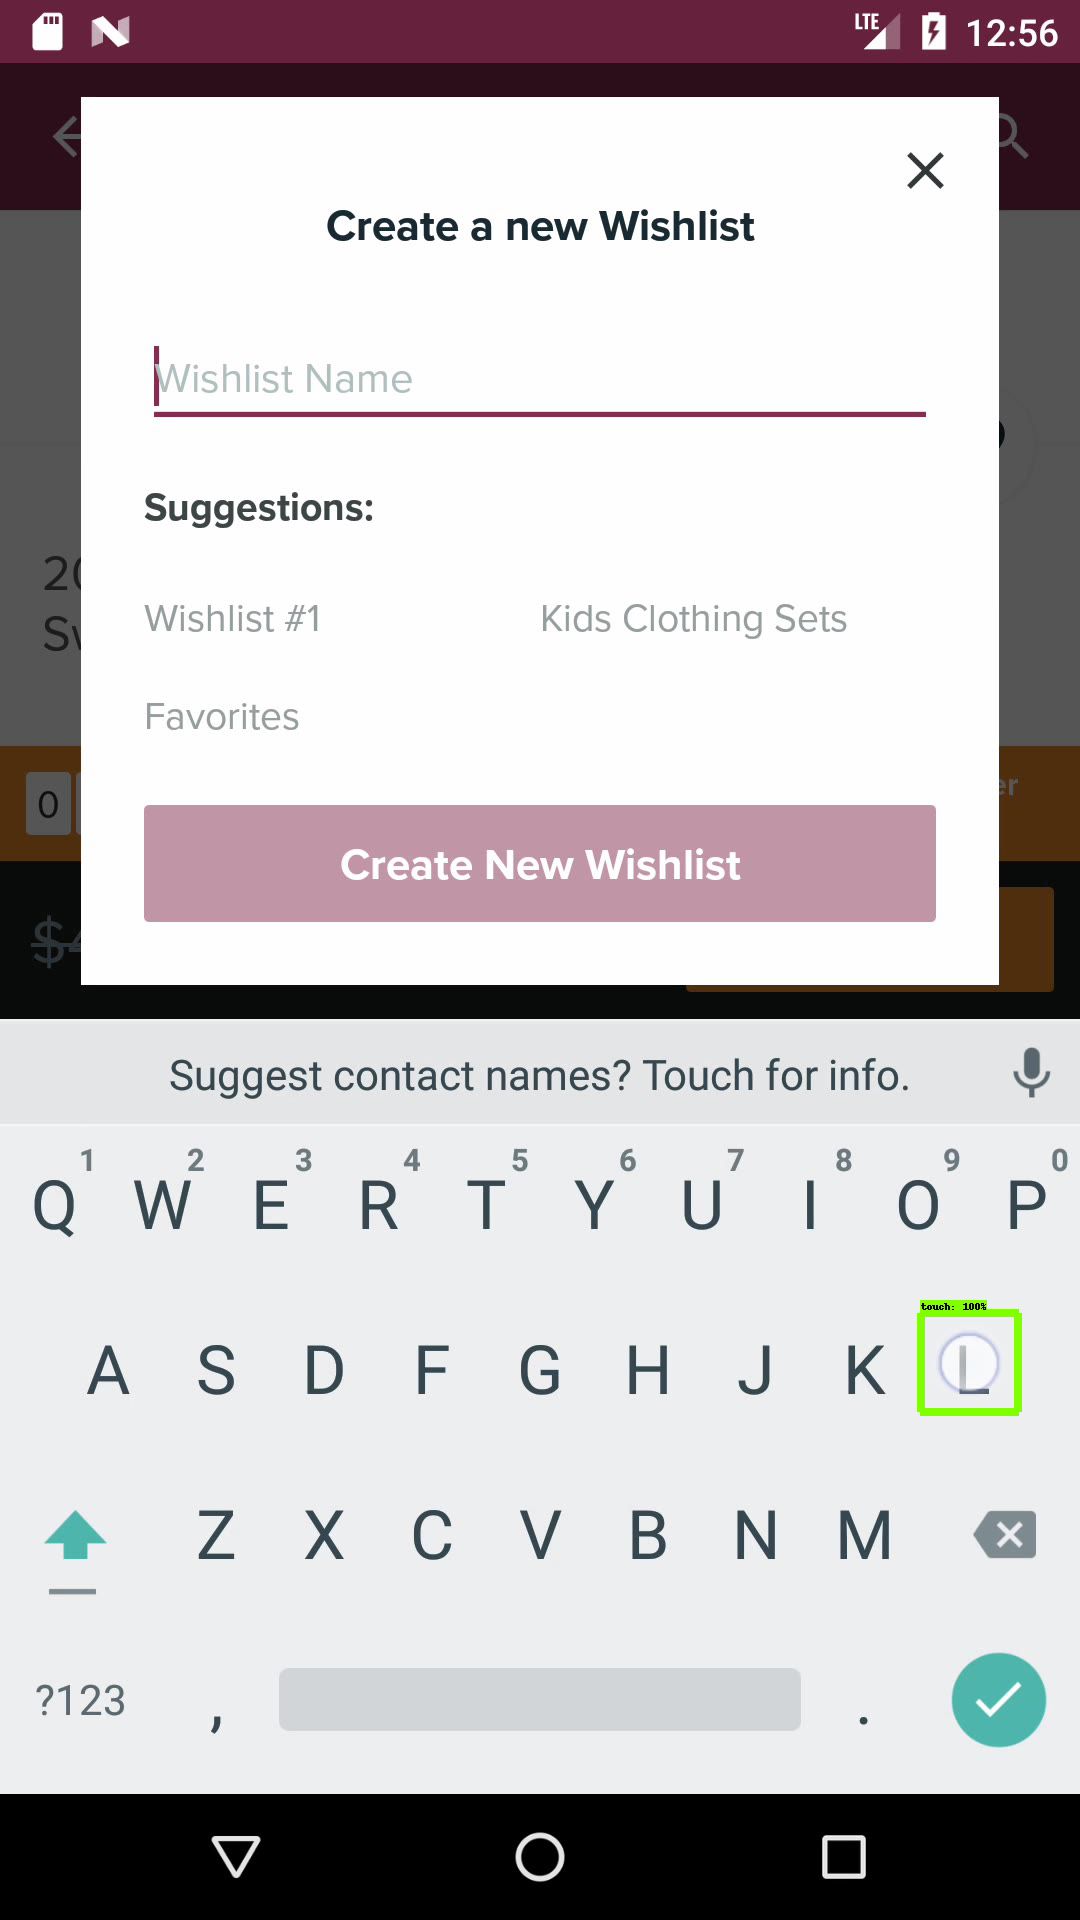 LTE 12:56
Create a new Wishlist
Wishlist Name
Suggestions:
20
Wishlist #1 Kids Clothing Sets
Favorites
0 er
Create New Wishlist
Suggest contact names? Touch for info.
1 2 3 4 5 6 7 8 9 0
Q W E R T Y U I O P
touch: 100%
A S D F G H J K L
Z X C V B N M
?123 , .